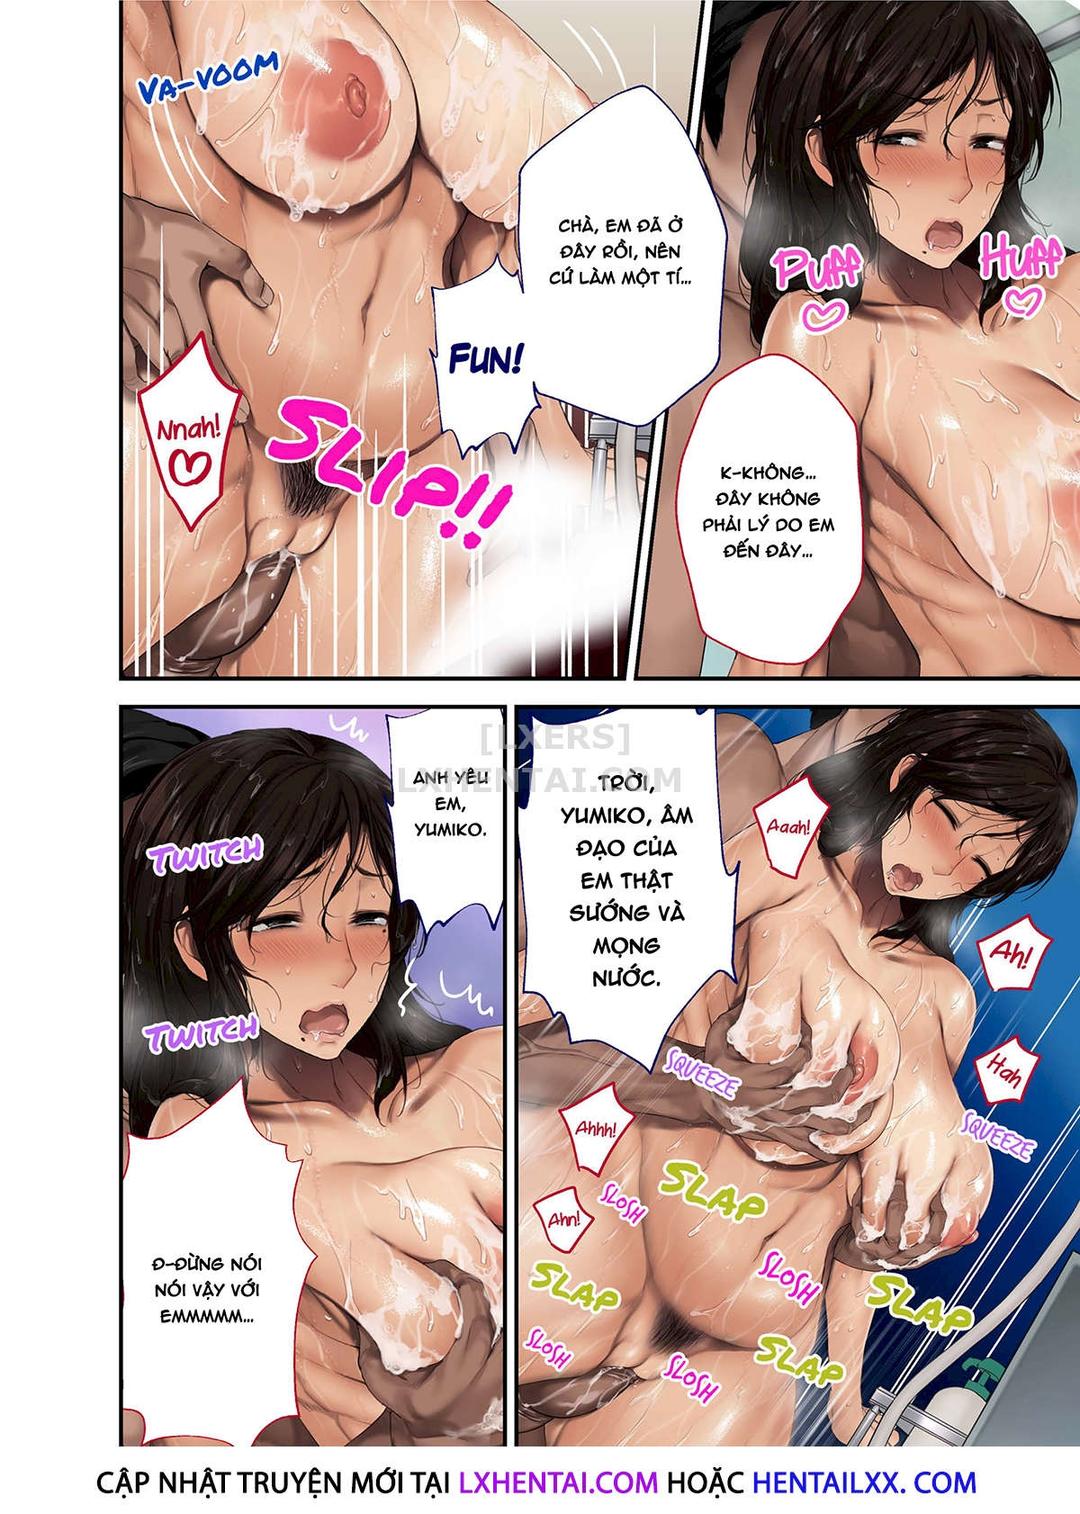 PUFF
HUFF
CHÀ, EM ĐÃ Ở
ĐÂY RỒI, NÊN
CỨ LÀM MỘT TÍ...
K-KHÔNG...
ĐÂY KHÔNG
PHẢI LÝ DO EM
ĐẾN ĐÂY...
VA-VOOM
FUN!
Nnah!
SLIP!!
[LXERS]
LXHENTAI.COM
TRỜI,
YUMIKO, ÂM
ĐẠO CỦA
EM THẬT
SƯỚNG VÀ
MỌNG
NƯỚC.
Aaah!
Ah!
Hah
SQUEEZE
SQUEEZE
Ahhh!
Ahn!
SLOSH
SLAP
SLAP
SLOSH
SLAP
SLOSH
SLOSH
SLAP
ANH YÊU
EM,
YUMIKO.
TWITCH
TWITCH
Đ-ĐỪNG NÓI
NÓI VẬY VỚI
EMMMMM...
CẬP NHẬT TRUYỆN MỚI TẠI LXHENTAI.COM HOẶC HENTAILXX. COM